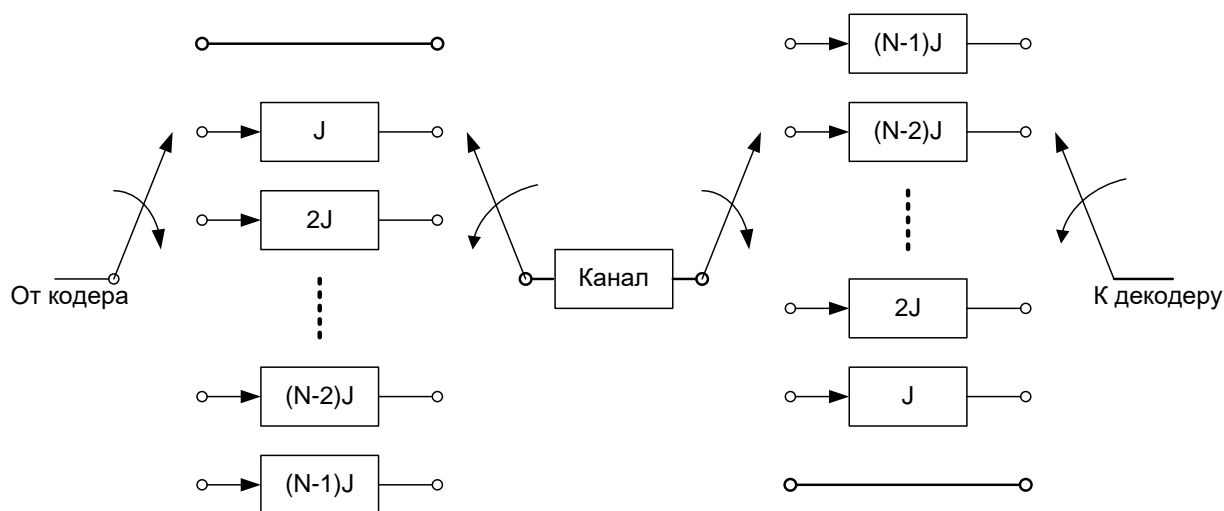 J
2J
(N-2)J
(N-1)J
От кодера
Канал
(N-1)J
(N-2)J
2J
J
К декодеру